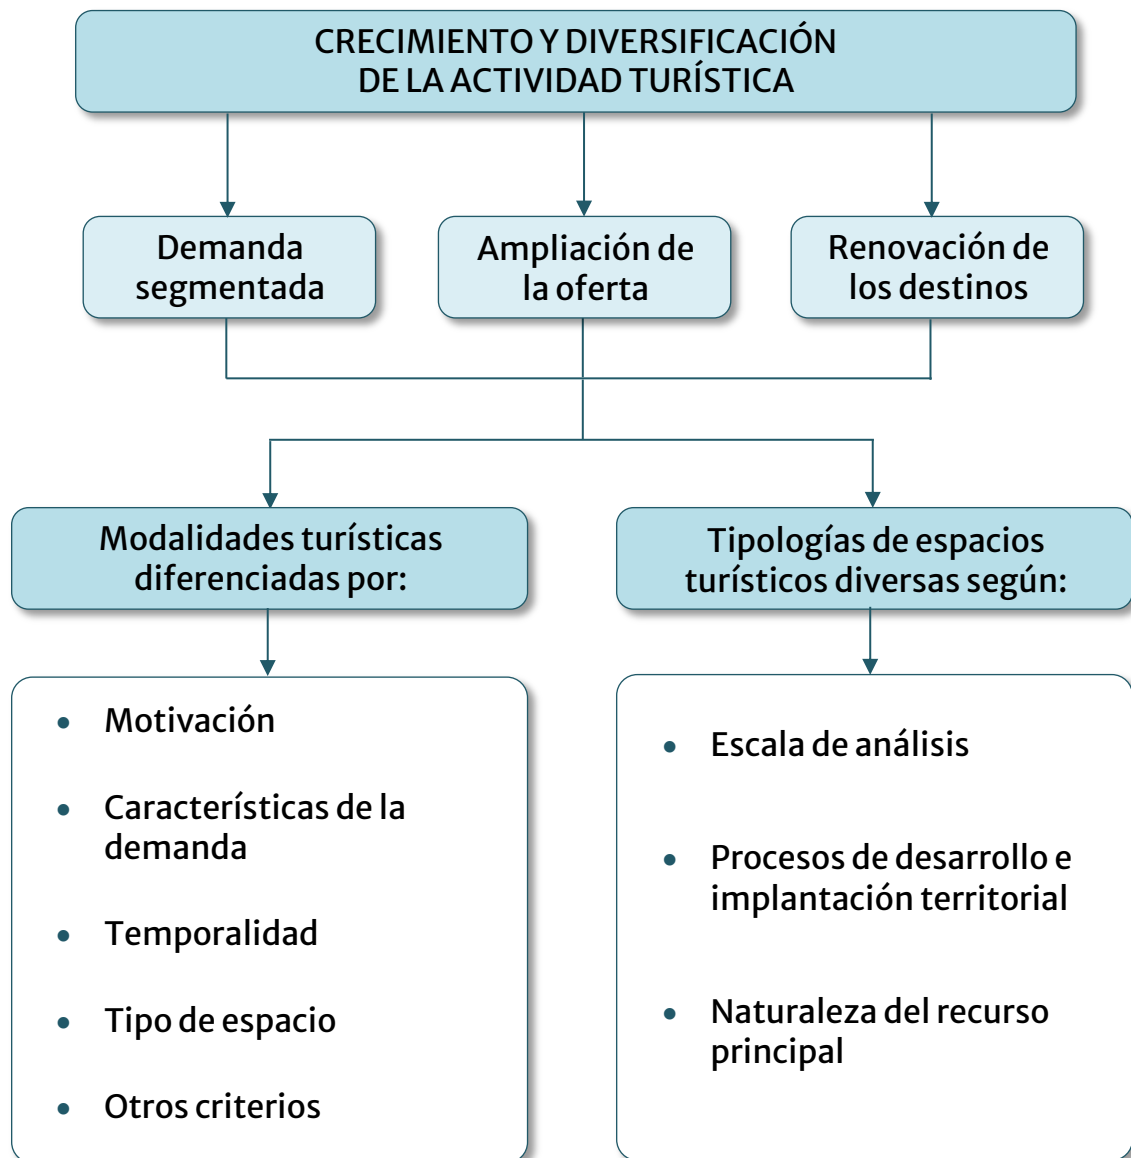 CRECIMIENTO Y DIVERSIFICACIÓN
DE LA ACTIVIDAD TURÍSTICA
Demanda
segmentada
Ampliación de
la oferta
Renovación de
los destinos
Modalidades turísticas
diferenciadas por:
• Motivación
• Características de la
demanda
• Temporalidad
• Tipo de espacio
• Otros criterios
Tipologías de espacios
turísticos diversas según:
• Escala de análisis
• Procesos de desarrollo e
implantación territorial
• Naturaleza del recurso
principal